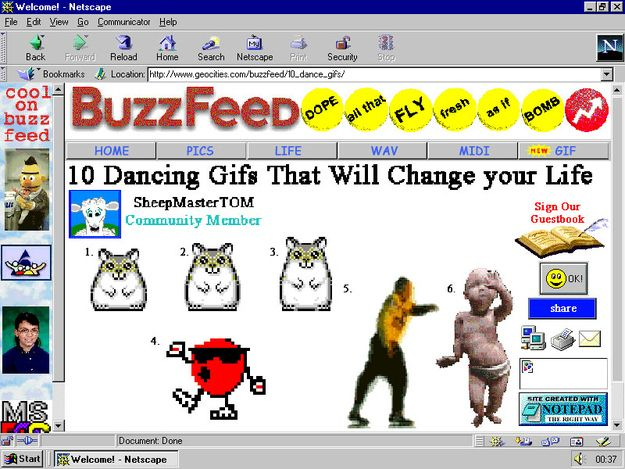 Welcome! - Netscape
File Edit View Go Communicator Help
Back Forward Reload Home Search Netscape Print Security Stop
My
N
Bookmarks Location: http://www.geocities.com/buzzfeed/10_dance_gifs/
cool
on
buzz
feed
BuzzFeed DOPE all that FLY fresh as if BOMB
HOME PICS LIFE WAV MIDI NEW GIF
10 Dancing Gifs That Will Change your Life
SheepMasterTOM
Community Member
Sign Our
Guestbook
1. 2. 3.
OK!
5. 6.
share
4.
SITE CREATED WITH
NOTEPAD
THE RIGHT WAY
MS
Document: Done
Start Welcome! - Netscape 00:37